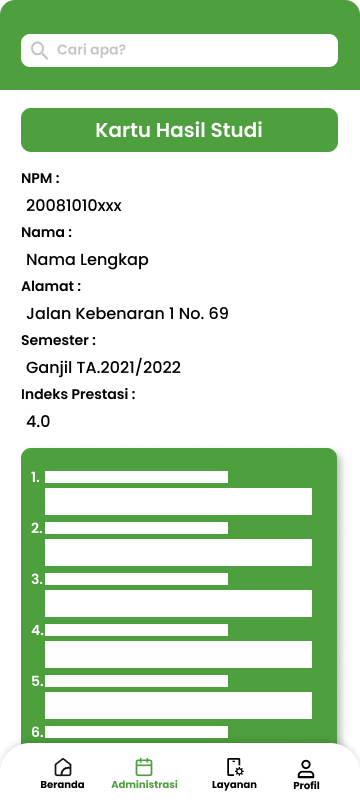 Cari apa?
Kartu Hasil Studi
NPM :
20081010xxx
Nama :
Nama Lengkap
Alamat :
Jalan Kebenaran 1 No. 69
Semester :
Ganjil TA.2021/2022
Indeks Prestasi :
4.0
1.
2.
3.
4.
5.
6.
Beranda Administrasi Layanan Profil